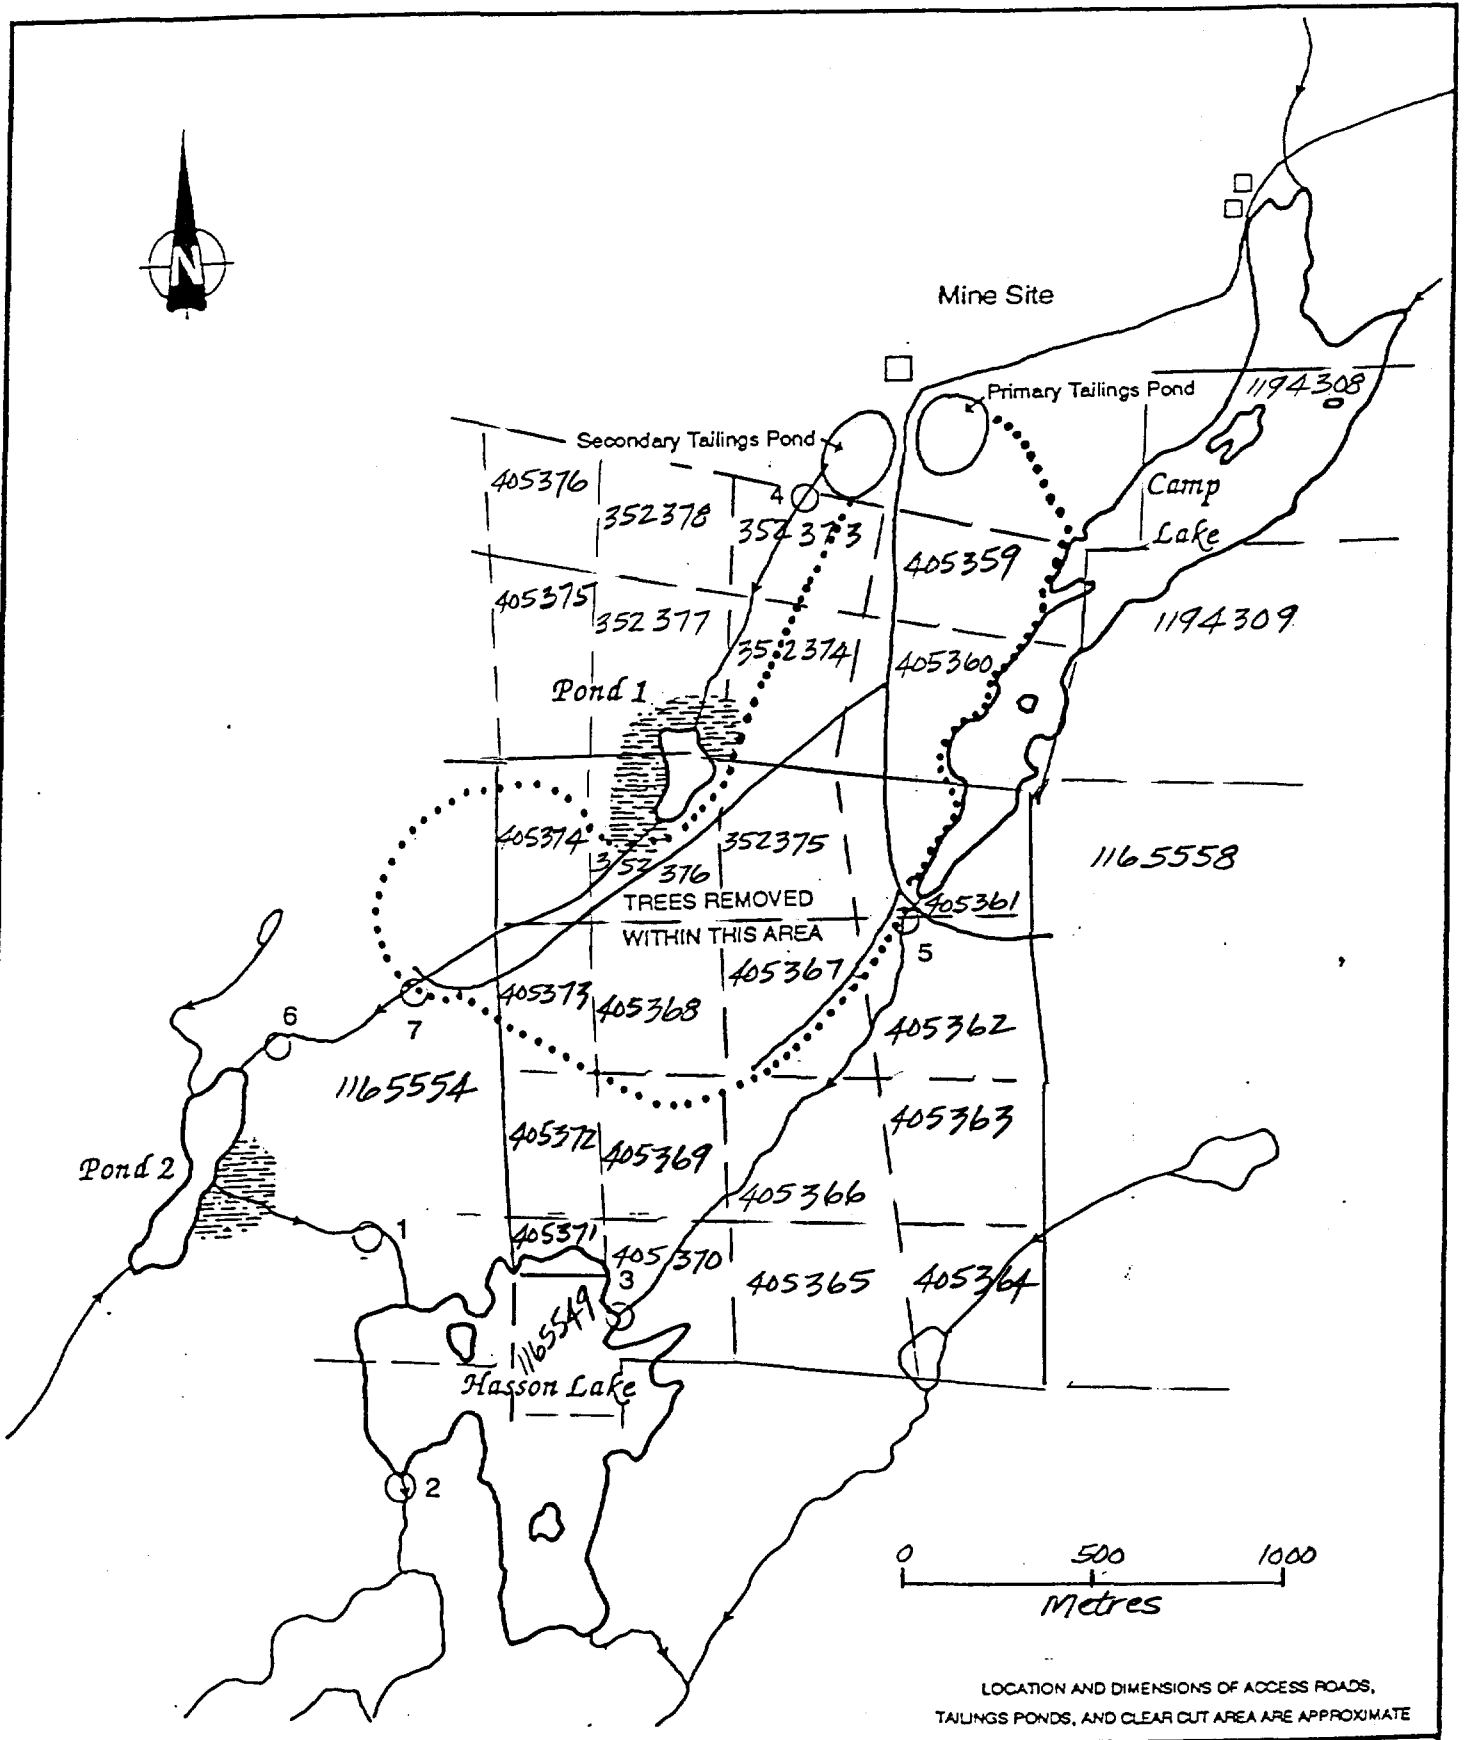 N
Mine Site
Primary Tailings Pond
1194308
Secondary Tailings Pond
405376
352378
4
352373
Camp
Lake
405359
405375
352377
352374
405360
1194309
Pond 1
405374
352 376
352375
1165558
TREES REMOVED
WITHIN THIS AREA
405361
5
405367
405373
405368
405362
6
7
1165554
405363
405372
405369
Pond 2
405366
1
405371
405370
3
405365
405364
1165549
Hasson Lake
2
0 500 1000
Metres
LOCATION AND DIMENSIONS OF ACCESS ROADS,
TAILINGS PONDS, AND CLEAR CUT AREA ARE APPROXIMATE